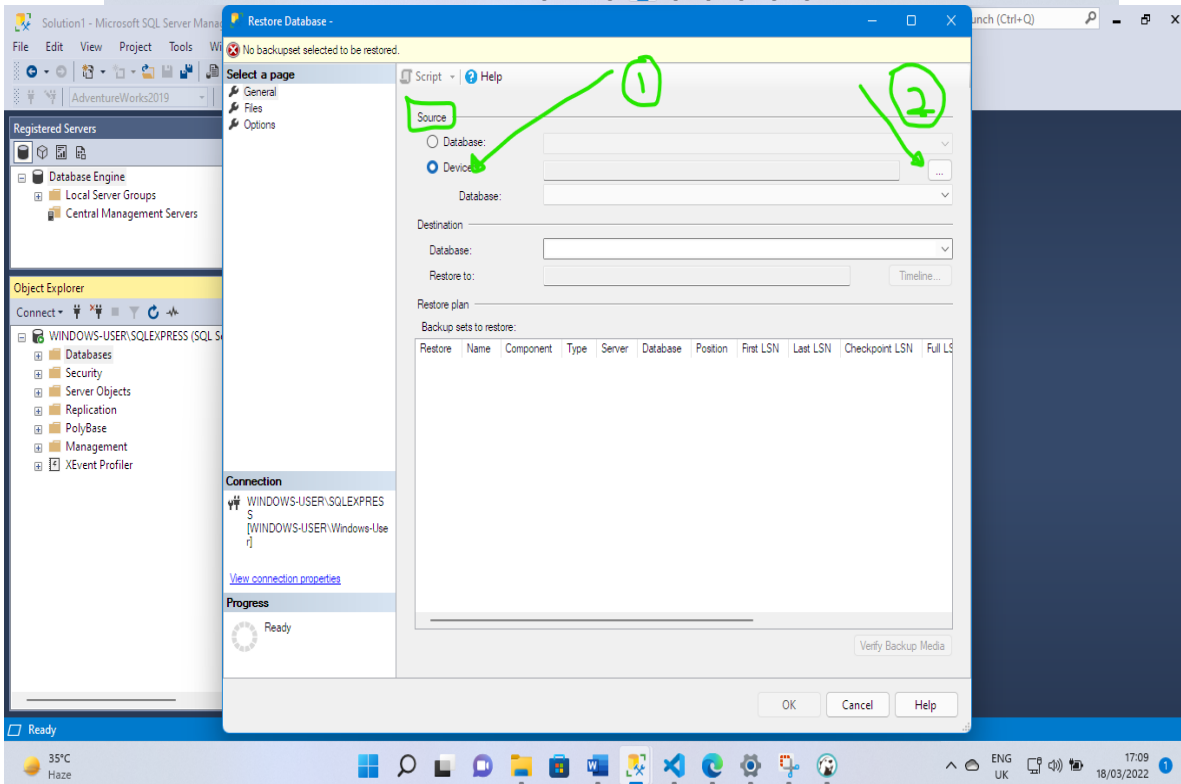 Solution1 - Microsoft SQL Server Mana
Restore Database -
unch (Ctrl+Q)
File Edit View Project Tools Wi
No backupset selected to be restored.
AdventureWorks2019
Select a page
General
Files
Options
Script
Help
1
2
Source
Database:
Device
...
Database:
Destination
Database:
Restore to:
Timeline...
Restore plan
Backup sets to restore:
Restore Name Component Type Server Database Position First LSN Last LSN Checkpoint LSN Full LS
Verify Backup Media
OK Cancel Help
Registered Servers
Database Engine
Local Server Groups
Central Management Servers
Object Explorer
Connect
WINDOWS-USER\SQLEXPRESS (SQL S
Databases
Security
Server Objects
Replication
PolyBase
Management
XEvent Profiler
Connection
WINDOWS-USER\SQLEXPRES
S
[WINDOWS-USER\Windows-Use
r]
View connection properties
Progress
Ready
Ready
35°C
Haze
ENG
UK
17:09
18/03/2022
1